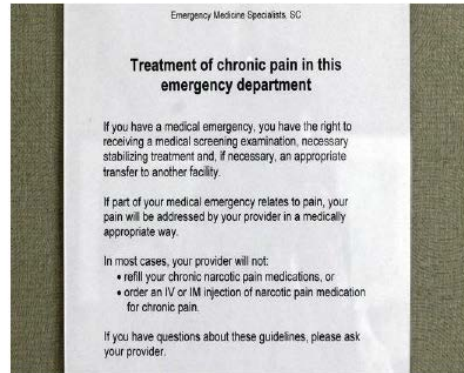 Emergency Medicine Specialists, SC
Treatment of chronic pain in this
emergency department
If you have a medical emergency, you have the right to
receiving a medical screening examination, necessary
stabilizing treatment and, if necessary, an appropriate
transfer to another facility.
If part of your medical emergency relates to pain, your
pain will be addressed by your provider in a medically
appropriate way.
In most cases, your provider will not:
• refill your chronic narcotic pain medications, or
• order an IV or IM injection of narcotic pain medication
for chronic pain.
If you have questions about these guidelines, please ask
your provider.